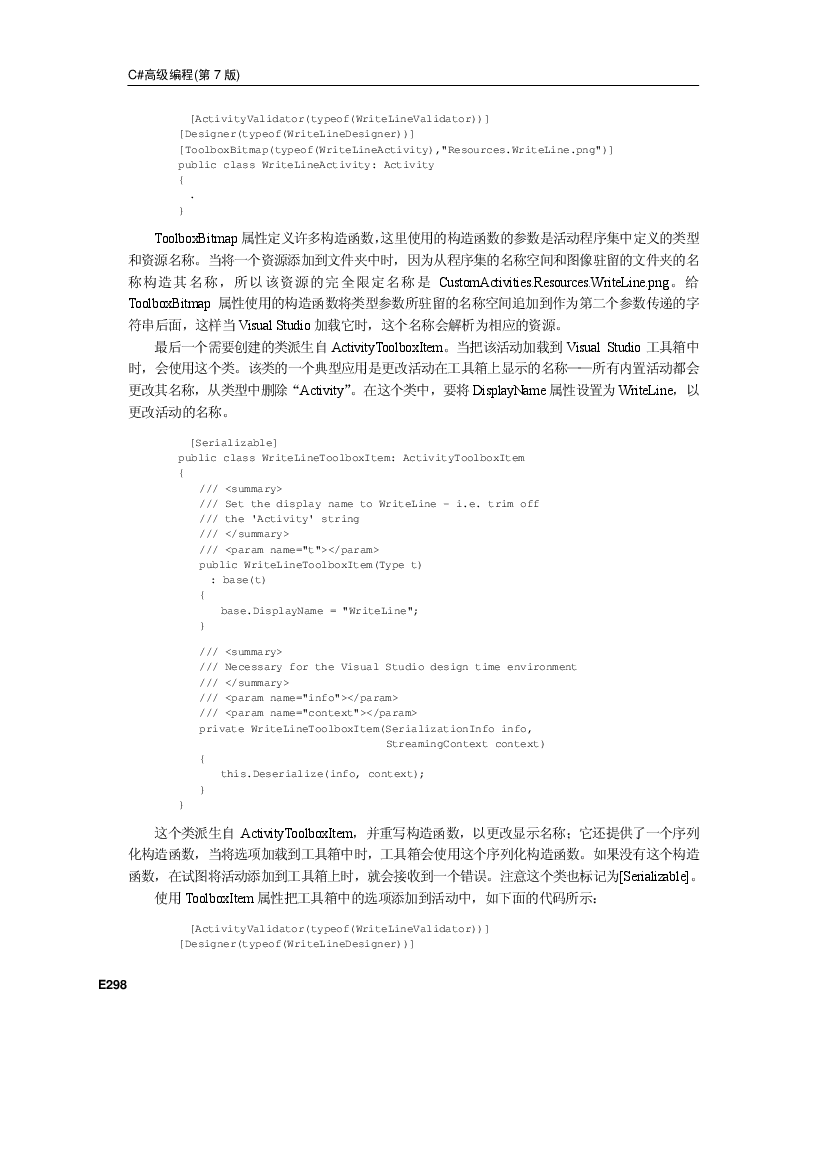 C#高级编程(第 7 版)
[ActivityValidator(typeof(WriteLineValidator))]
[Designer(typeof(WriteLineDesigner))]
[ToolboxBitmap(typeof(WriteLineActivity),"Resources.WriteLine.png")]
public class WriteLineActivity: Activity
{
.
}
ToolboxBitmap 属性定义许多构造函数,这里使用的构造函数的参数是活动程序集中定义的类型
和资源名称。当将一个资源添加到文件夹中时，因为从程序集的名称空间和图像驻留的文件夹的名
称构造其名称，所以该资源的完全限定名称是 CustomActivities.Resources.WriteLine.png。给
ToolboxBitmap 属性使用的构造函数将类型参数所驻留的名称空间追加到作为第二个参数传递的字
符串后面，这样当 Visual Studio 加载它时，这个名称会解析为相应的资源。
最后一个需要创建的类派生自 ActivityToolboxItem。当把该活动加载到 Visual Studio 工具箱中
时，会使用这个类。该类的一个典型应用是更改活动在工具箱上显示的名称——所有内置活动都会
更改其名称，从类型中删除“Activity”。在这个类中，要将 DisplayName 属性设置为 WriteLine，以
更改活动的名称。
[Serializable]
public class WriteLineToolboxItem: ActivityToolboxItem
{
/// <summary>
/// Set the display name to WriteLine - i.e. trim off
/// the 'Activity' string
/// </summary>
/// <param name="t"></param>
public WriteLineToolboxItem(Type t)
: base(t)
{
base.DisplayName = "WriteLine";
}
/// <summary>
/// Necessary for the Visual Studio design time environment
/// </summary>
/// <param name="info"></param>
/// <param name="context"></param>
private WriteLineToolboxItem(SerializationInfo info,
StreamingContext context)
{
this.Deserialize(info, context);
}
}
这个类派生自 ActivityToolboxItem，并重写构造函数，以更改显示名称；它还提供了一个序列
化构造函数，当将选项加载到工具箱中时，工具箱会使用这个序列化构造函数。如果没有这个构造
函数，在试图将活动添加到工具箱上时，就会接收到一个错误。注意这个类也标记为[Serializable]。
使用 ToolboxItem 属性把工具箱中的选项添加到活动中，如下面的代码所示：
[ActivityValidator(typeof(WriteLineValidator))]
[Designer(typeof(WriteLineDesigner))]
E298